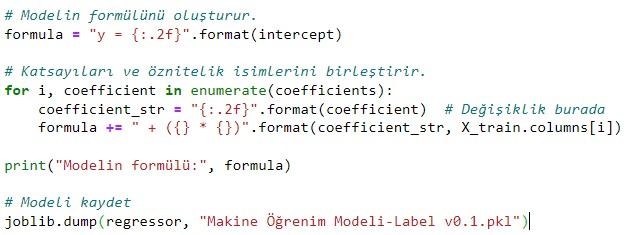 # Modelin formülünü oluşturur.
formula = "y = {:.2f}".format(intercept)
# Katsayıları ve öznitelik isimlerini birleştirir.
for i, coefficient in enumerate(coefficients):
    coefficient_str = "{:.2f}".format(coefficient)  # Değişiklik burada
    formula += " + ({} * {})".format(coefficient_str, X_train.columns[i])
print("Modelin formülü:", formula)
# Modeli kaydet
joblib.dump(regressor, "Makine Öğrenim Modeli-Label v0.1.pkl")